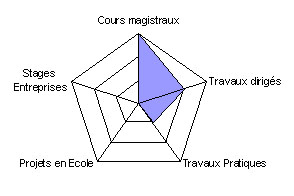 Cours magistraux
Stages
Entreprises
Travaux dirigés
Projets en Ecole
Travaux Pratiques